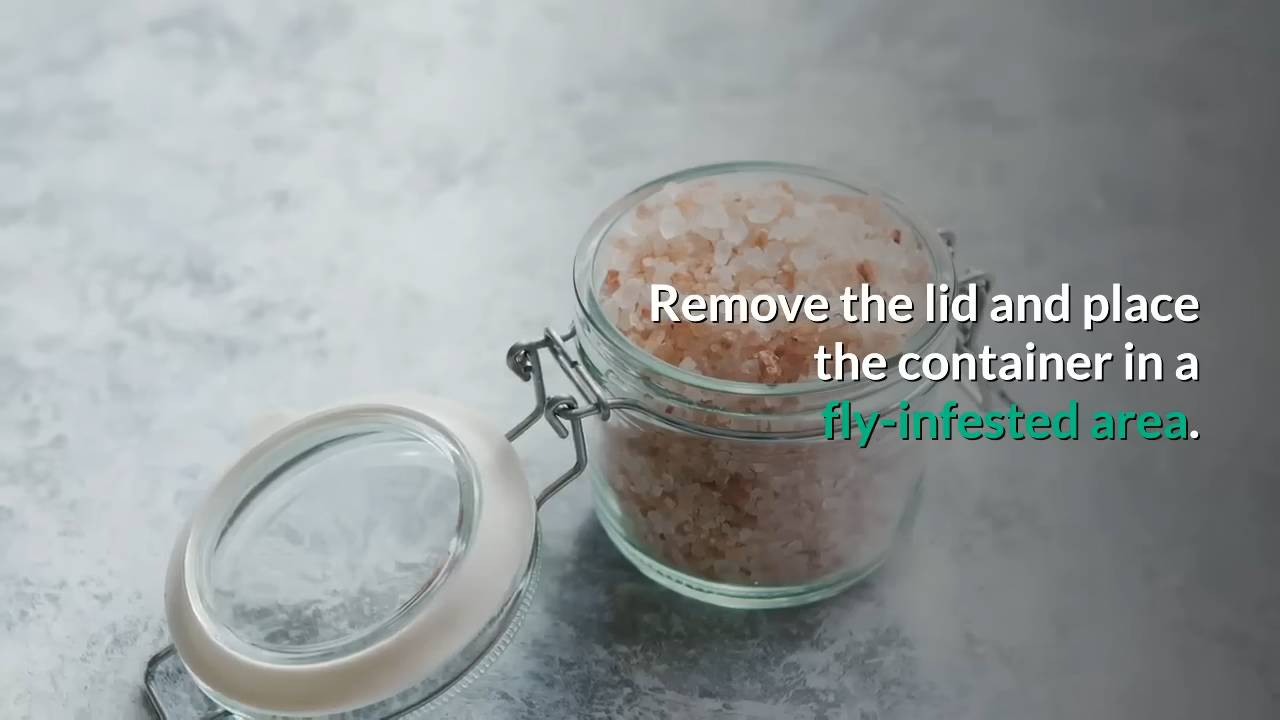 Remove the lid and place
the container in a
fly-infested area.